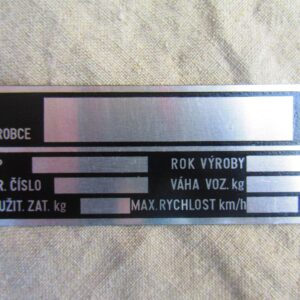 ROBCE
P ROK VÝROBY
R. ČÍSLO VÁHA VOZ. kg
UŽIT. ZAT. kg MAX. RYCHLOST km/h